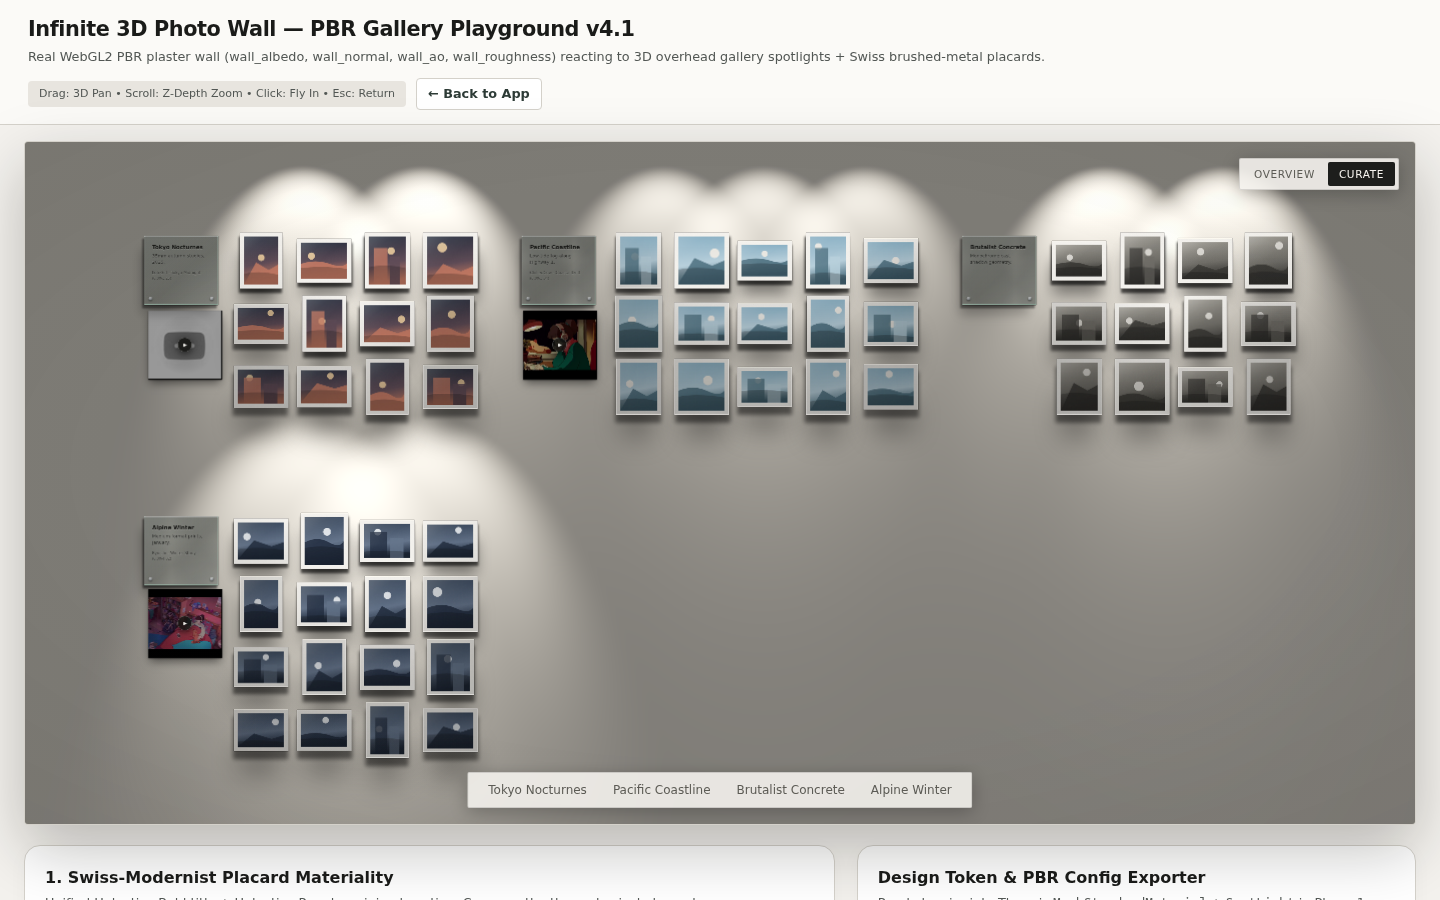 Infinite 3D Photo Wall — PBR Gallery Playground v4.1
Real WebGL2 PBR plaster wall (wall_albedo, wall_normal, wall_ao, wall_roughness) reacting to 3D overhead gallery spotlights + Swiss brushed-metal placards.
Drag: 3D Pan • Scroll: Z-Depth Zoom • Click: Fly In • Esc: Return
← Back to App
OVERVIEW
CURATE
Tokyo Nocturnes
Pacific Coastline
Brutalist Concrete
Alpine Winter
Tokyo Nocturnes
Pacific Coastline
Brutalist Concrete
Alpine Winter
1. Swiss-Modernist Placard Materiality
Design Token & PBR Config Exporter